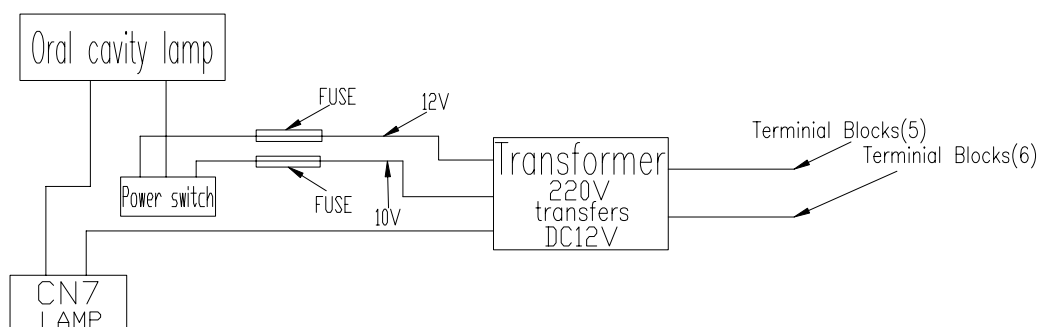 Oral cavity lamp
FUSE
12V
Terminial Blocks(5)
Terminial Blocks(6)
Transformer
220V
transfers
DC12V
Power switch
FUSE
10V
CN7
LAMP